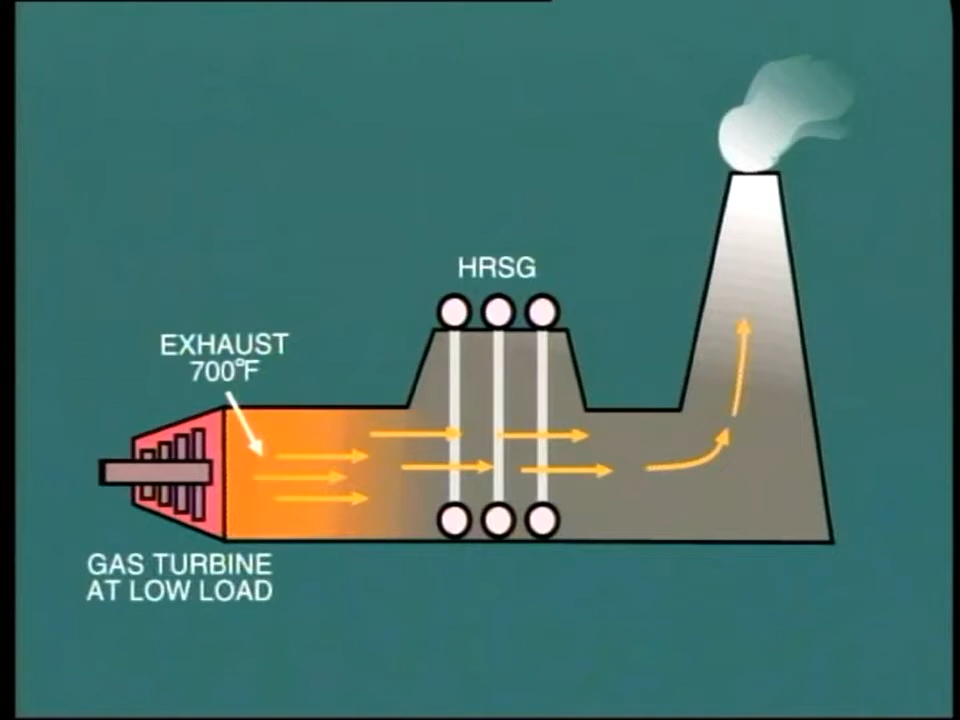 HRSG
EXHAUST
700°F
GAS TURBINE
AT LOW LOAD